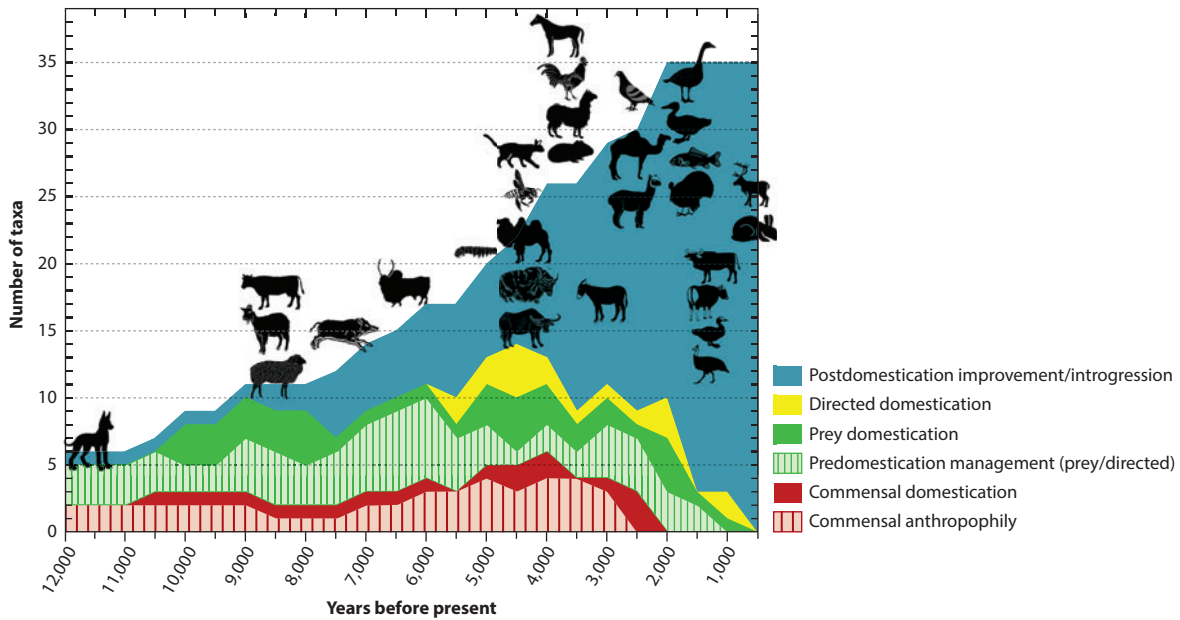 Number of taxa
35
30
25
20
15
10
5
0
12,000
11,000
10,000
9,000
8,000
7,000
6,000
5,000
4,000
3,000
2,000
1,000
Years before present
Postdomestication improvement/introgression
Directed domestication
Prey domestication
Predomestication management (prey/directed)
Commensal domestication
Commensal anthropophily